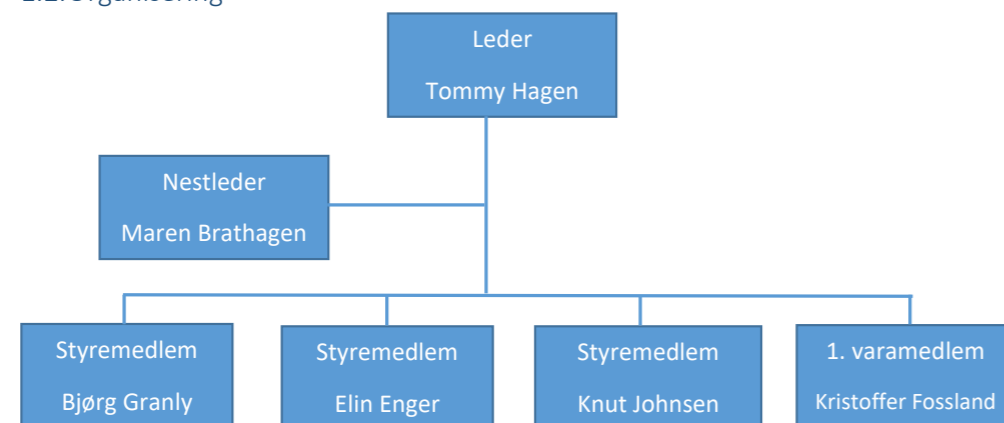 Organisering
Leder
Tommy Hagen
Nestleder
Maren Brathagen
Styremedlem
Bjørg Granly
Styremedlem
Elin Enger
Styremedlem
Knut Johnsen
1. varamedlem
Kristoffer Fossland